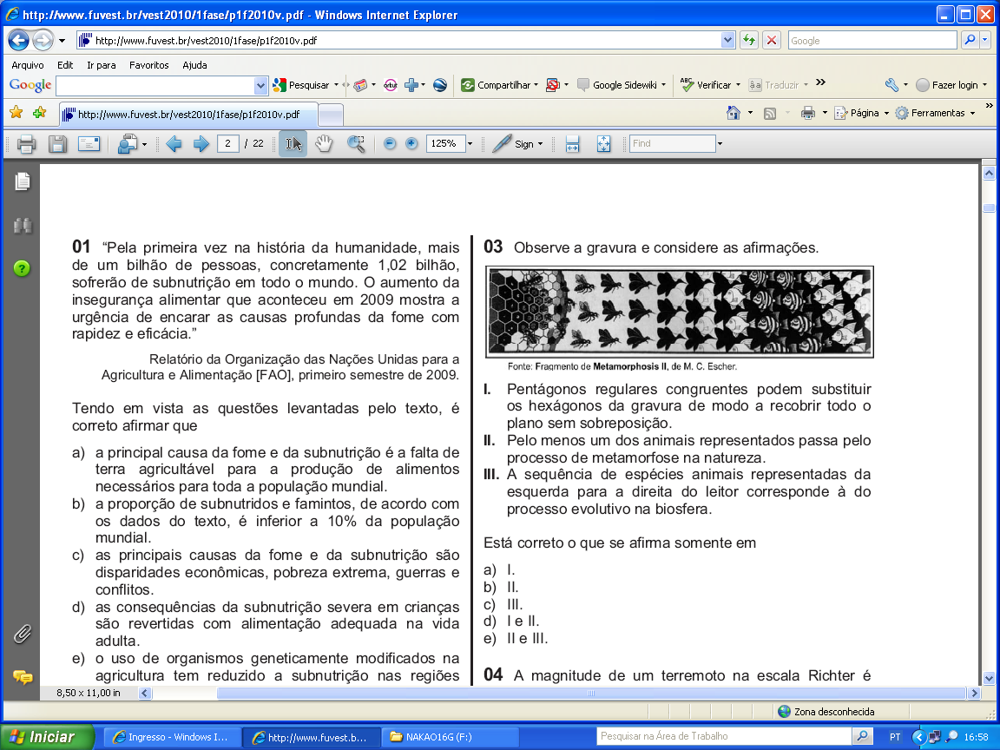 http://www.fuvest.br/vest2010/1fase/p1f2010v.pdf - Windows Internet Explorer
http://www.fuvest.br/vest2010/1fase/p1f2010v.pdf
Google
Arquivo Edit Ir para Favoritos Ajuda
Google
Pesquisar
ortut
Compartilhar
Google Sidewiki
ABC Verificar
Traduzir
»
Fazer login
http://www.fuvest.br/vest2010/1fase/p1f2010v.pdf
Página
Ferramentas
»
2 / 22
125%
Sign
Find
01 “Pela primeira vez na história da humanidade, mais
de um bilhão de pessoas, concretamente 1,02 bilhão,
sofrerão de subnutrição em todo o mundo. O aumento da
insegurança alimentar que aconteceu em 2009 mostra a
urgência de encarar as causas profundas da fome com
rapidez e eficácia.”
Relatório da Organização das Nações Unidas para a
Agricultura e Alimentação [FAO], primeiro semestre de 2009.
Tendo em vista as questões levantadas pelo texto, é
correto afirmar que
a) a principal causa da fome e da subnutrição é a falta de
terra agricultável para a produção de alimentos
necessários para toda a população mundial.
b) a proporção de subnutridos e famintos, de acordo com
os dados do texto, é inferior a 10% da população
mundial.
c) as principais causas da fome e da subnutrição são
disparidades econômicas, pobreza extrema, guerras e
conflitos.
d) as consequências da subnutrição severa em crianças
são revertidas com alimentação adequada na vida
adulta.
e) o uso de organismos geneticamente modificados na
agricultura tem reduzido a subnutrição nas regiões
03 Observe a gravura e considere as afirmações.
Fonte: Fragmento de Metamorphosis II, de M. C. Escher.
I. Pentágonos regulares congruentes podem substituir
os hexágonos da gravura de modo a recobrir todo o
plano sem sobreposição.
II. Pelo menos um dos animais representados passa pelo
processo de metamorfose na natureza.
III. A sequência de espécies animais representadas da
esquerda para a direita do leitor corresponde à do
processo evolutivo na biosfera.
Está correto o que se afirma somente em
a) I.
b) II.
c) III.
d) I e II.
e) II e III.
04 A magnitude de um terremoto na escala Richter é
8,50 x 11,00 in
Zona desconhecida
Iniciar
Ingresso - Windows I...
http://www.fuvest.b...
NAKAO16G (F:)
Pesquisar na Área de Trabalho
PT
16:58